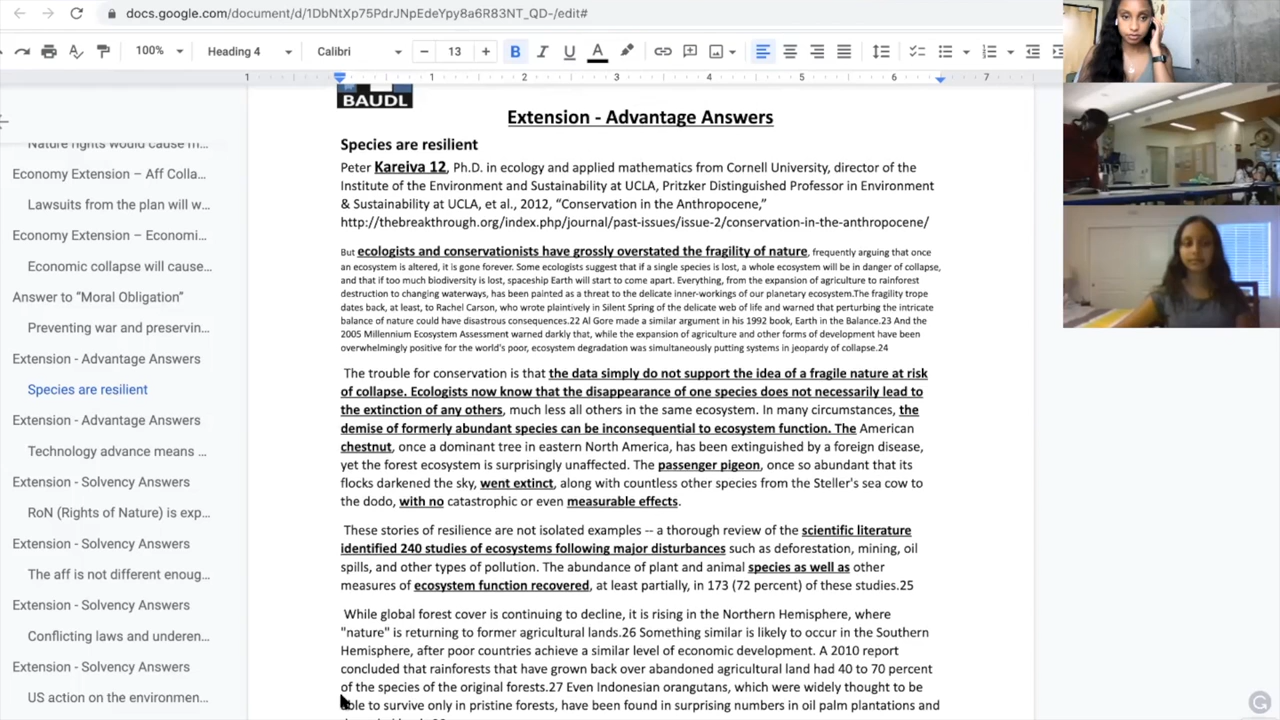 docs.google.com/document/d/1DbNtXp75PdrJNpEdeYpy8a6R83NT_QD-/edit#
100% Heading 4 Calibri 13 B I U A
1 1 2 3 4 5 6 7
Nature rights would cause m...
Economy Extension – Aff Colla...
Lawsuits from the plan will w...
Economy Extension – Economi...
Economic collapse will cause...
Answer to “Moral Obligation”
Preventing war and preservin...
Extension - Advantage Answers
Species are resilient
Extension - Advantage Answers
Technology advance means ...
Extension - Solvency Answers
RoN (Rights of Nature) is exp...
Extension - Solvency Answers
The aff is not different enoug...
Extension - Solvency Answers
Conflicting laws and underen...
Extension - Solvency Answers
US action on the environmen...
BAUDL
Extension - Advantage Answers
Species are resilient
Peter Kareiva 12, Ph.D. in ecology and applied mathematics from Cornell University, director of the
Institute of the Environment and Sustainability at UCLA, Pritzker Distinguished Professor in Environment
& Sustainability at UCLA, et al., 2012, “Conservation in the Anthropocene,”
http://thebreakthrough.org/index.php/journal/past-issues/issue-2/conservation-in-the-anthropocene/
But ecologists and conservationists have grossly overstated the fragility of nature, frequently arguing that once
an ecosystem is altered, it is gone forever. Some ecologists suggest that if a single species is lost, a whole ecosystem will be in danger of collapse,
and that if too much biodiversity is lost, spaceship Earth will start to come apart. Everything, from the expansion of agriculture to rainforest
destruction to changing waterways, has been painted as a threat to the delicate inner-workings of our planetary ecosystem.The fragility trope
dates back, at least, to Rachel Carson, who wrote plaintively in Silent Spring of the delicate web of life and warned that perturbing the intricate
balance of nature could have disastrous consequences.22 Al Gore made a similar argument in his 1992 book, Earth in the Balance.23 And the
2005 Millennium Ecosystem Assessment warned darkly that, while the expansion of agriculture and other forms of development have been
overwhelmingly positive for the world's poor, ecosystem degradation was simultaneously putting systems in jeopardy of collapse.24
The trouble for conservation is that the data simply do not support the idea of a fragile nature at risk
of collapse. Ecologists now know that the disappearance of one species does not necessarily lead to
the extinction of any others, much less all others in the same ecosystem. In many circumstances, the
demise of formerly abundant species can be inconsequential to ecosystem function. The American
chestnut, once a dominant tree in eastern North America, has been extinguished by a foreign disease,
yet the forest ecosystem is surprisingly unaffected. The passenger pigeon, once so abundant that its
flocks darkened the sky, went extinct, along with countless other species from the Steller's sea cow to
the dodo, with no catastrophic or even measurable effects.
These stories of resilience are not isolated examples -- a thorough review of the scientific literature
identified 240 studies of ecosystems following major disturbances such as deforestation, mining, oil
spills, and other types of pollution. The abundance of plant and animal species as well as other
measures of ecosystem function recovered, at least partially, in 173 (72 percent) of these studies.25
While global forest cover is continuing to decline, it is rising in the Northern Hemisphere, where
"nature" is returning to former agricultural lands.26 Something similar is likely to occur in the Southern
Hemisphere, after poor countries achieve a similar level of economic development. A 2010 report
concluded that rainforests that have grown back over abandoned agricultural land had 40 to 70 percent
of the species of the original forests.27 Even Indonesian orangutans, which were widely thought to be
able to survive only in pristine forests, have been found in surprising numbers in oil palm plantations and